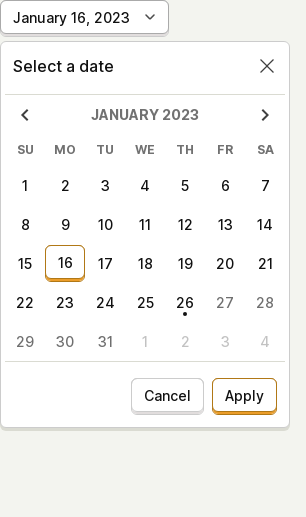 January 16, 2023
Select a date
JANUARY 2023
SU MO TU WE TH FR SA
1 2 3 4 5 6 7
8 9 10 11 12 13 14
15 16 17 18 19 20 21
22 23 24 25 26 27 28
29 30 31 1 2 3 4
Cancel Apply